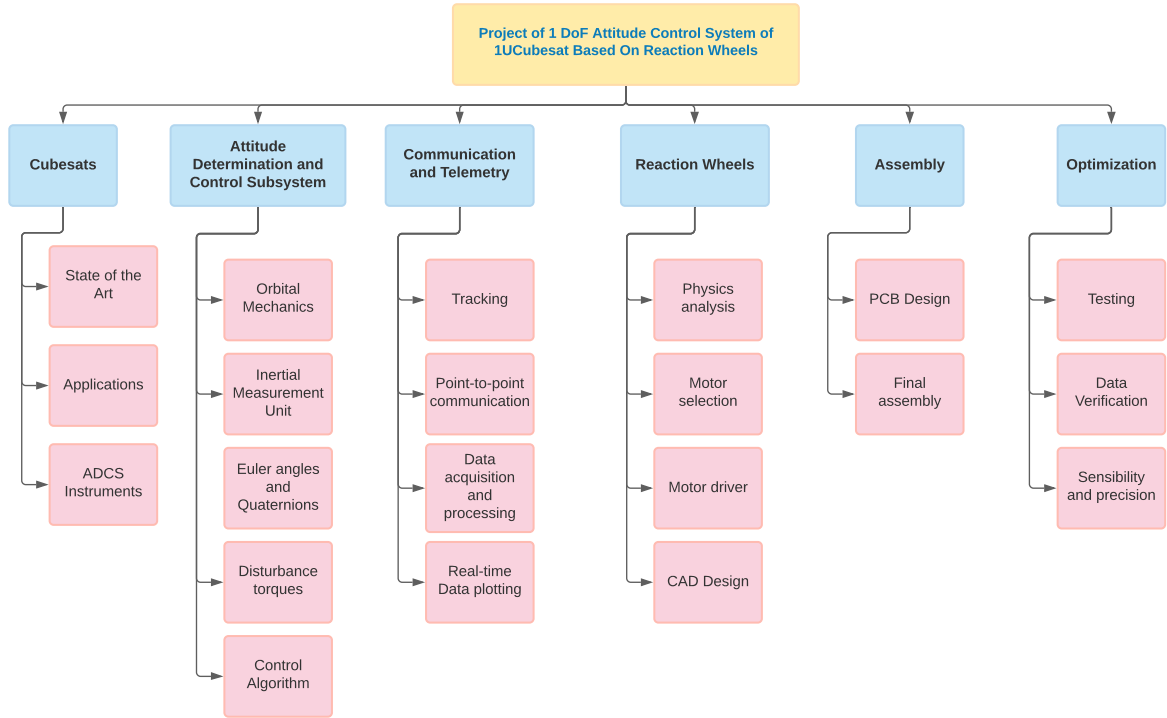 Project of 1 DoF Attitude Control System of
1UCubesat Based On Reaction Wheels
Cubesats
Attitude
Determination and
Control Subsystem
Communication
and Telemetry
Reaction Wheels
Assembly
Optimization
State of the
Art
Applications
ADCS
Instruments
Orbital
Mechanics
Inertial
Measurement
Unit
Euler angles
and
Quaternions
Disturbance
torques
Control
Algorithm
Tracking
Point-to-point
communication
Data
acquisition
and
processing
Real-time
Data plotting
Physics
analysis
Motor
selection
Motor driver
CAD Design
PCB Design
Final
assembly
Testing
Data
Verification
Sensibility
and precision